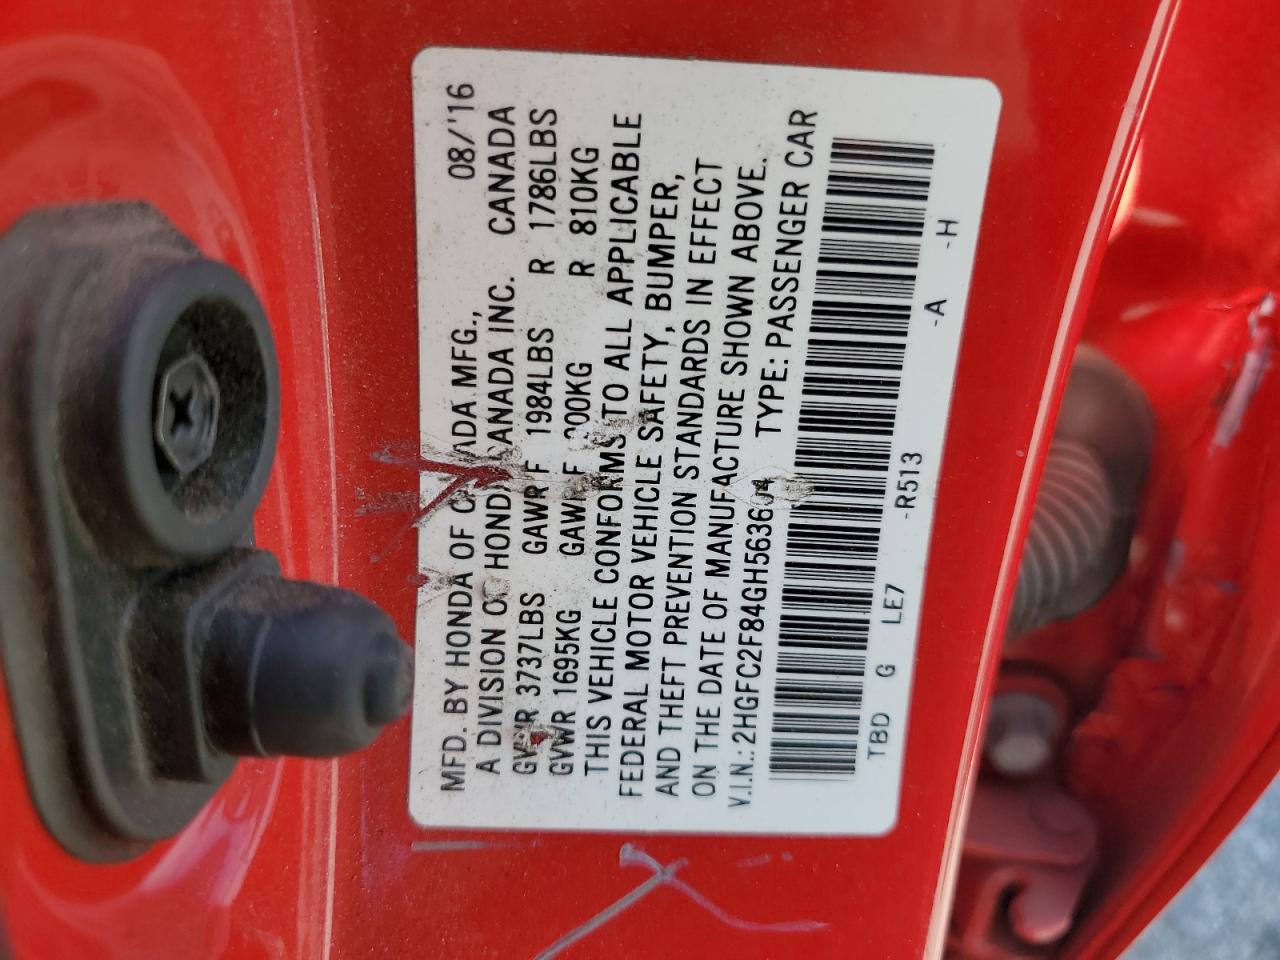 MFD. BY HONDA OF CANADA MFG., 08/'16
A DIVISION OF HONDA CANADA INC. CANADA
GVWR 3737LBS GAWR F 1984LBS R 1786LBS
GVWR 1695KG GAWR F 900KG R 810KG
THIS VEHICLE CONFORMS TO ALL APPLICABLE
FEDERAL MOTOR VEHICLE SAFETY, BUMPER,
AND THEFT PREVENTION STANDARDS IN EFFECT
ON THE DATE OF MANUFACTURE SHOWN ABOVE.
V.I.N.: TYPE: PASSENGER CAR
TBD G LE7 -R513 -A -H